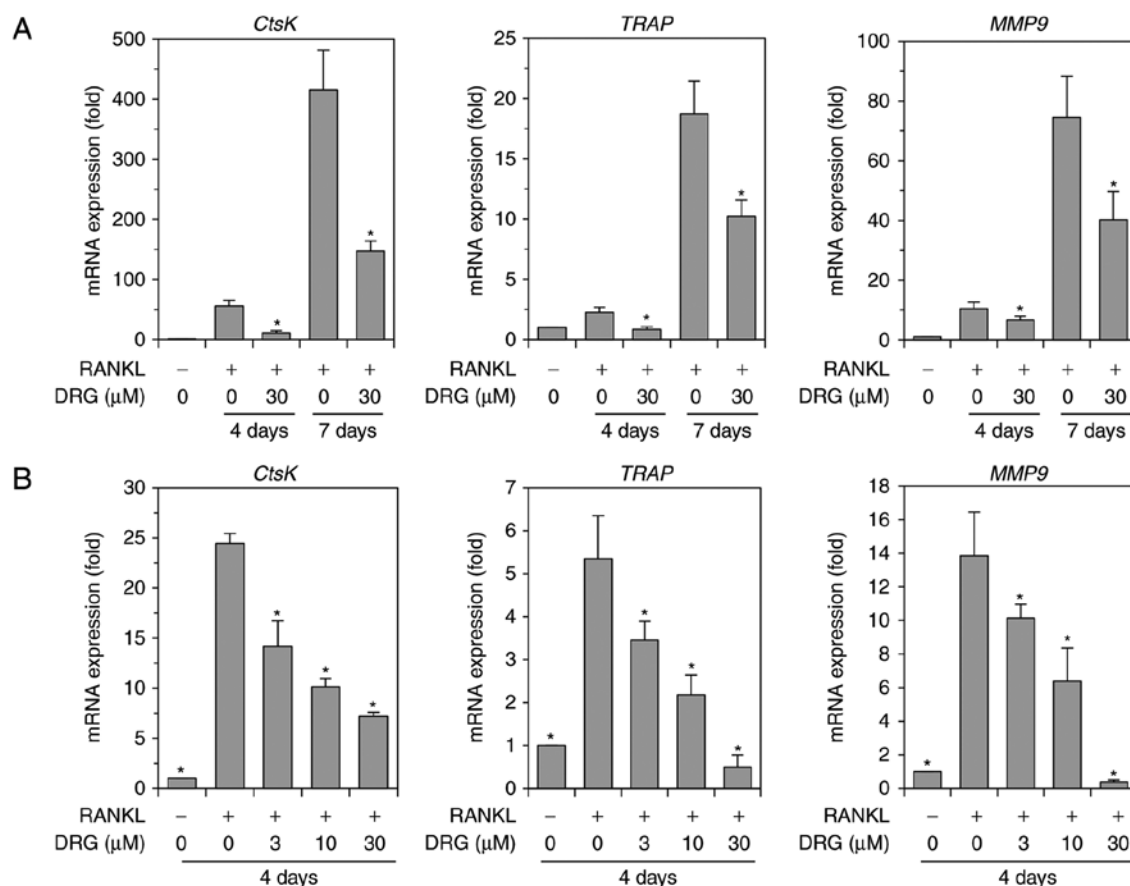 A
CtsK
TRAP
MMP9
mRNA expression (fold)
500
400
300
200
100
0
mRNA expression (fold)
25
20
15
10
5
0
mRNA expression (fold)
100
80
60
40
20
0
* * * * * *
RANKL – + + + +
DRG (μM) 0 0 30 0 30
4 days 7 days
RANKL – + + + +
DRG (μM) 0 0 30 0 30
4 days 7 days
RANKL – + + + +
DRG (μM) 0 0 30 0 30
4 days 7 days
B
CtsK
TRAP
MMP9
mRNA expression (fold)
30
25
20
15
10
5
0
mRNA expression (fold)
7
6
5
4
3
2
1
0
mRNA expression (fold)
18
16
14
12
10
8
6
4
2
0
* * * * * * * * * * * *
RANKL – + + + +
DRG (μM) 0 0 3 10 30
4 days
RANKL – + + + +
DRG (μM) 0 0 3 10 30
4 days
RANKL – + + + +
DRG (μM) 0 0 3 10 30
4 days